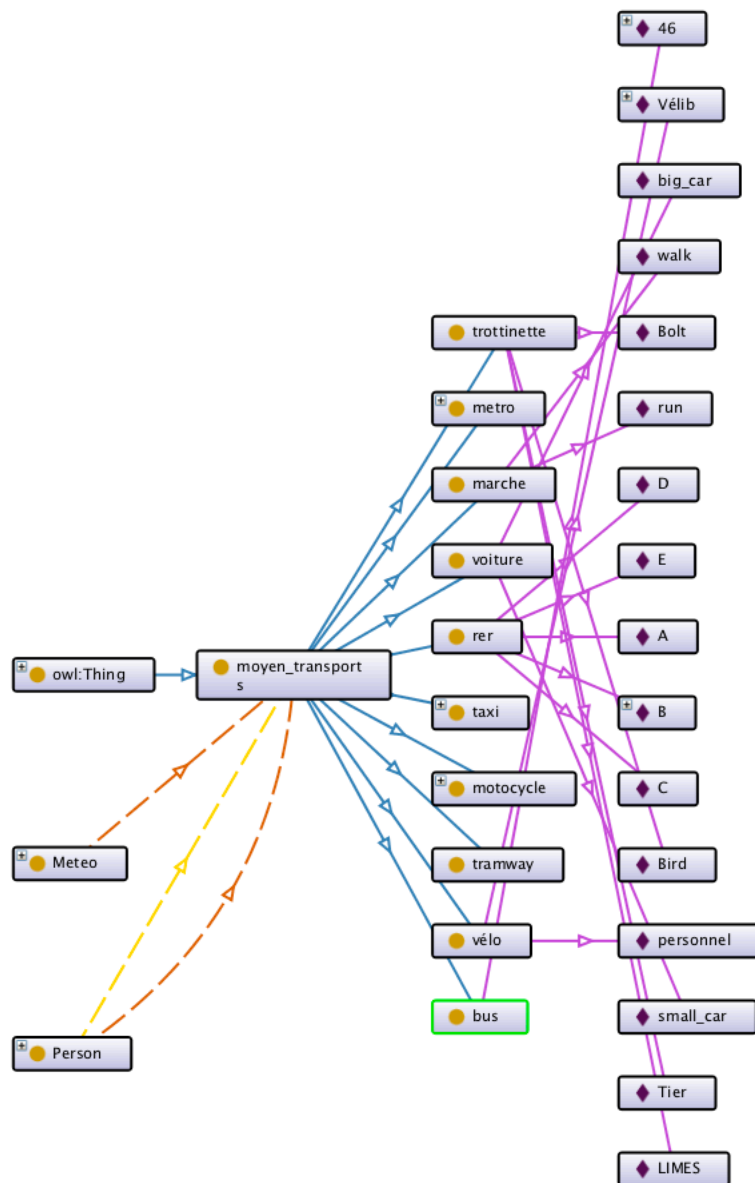 46
Vélib
big_car
walk
trottinette
Bolt
metro
run
marche
D
voiture
E
rer
A
owl:Thing
moyen_transport
s
taxi
B
motocycle
C
Meteo
tramway
Bird
vélo
personnel
bus
small_car
Person
Tier
LIMES